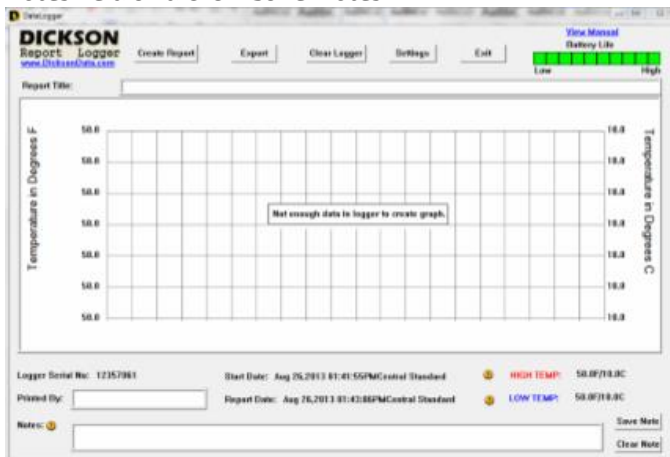 DataLogger
DICKSON
Report Logger
www.DicksonData.com
Create Report
Export
Clear Logger
Settings
Exit
View Manual
Battery Life
Low High
Report Title:
Temperature in Degrees F
50.0
50.0
50.0
50.0
50.0
50.0
50.0
Not enough data in logger to create graph.
10.0
10.0
10.0
10.0
10.0
10.0
10.0
Temperature in Degrees C
Logger Serial No: 12357061
Start Date: Aug 26,2013 01:41:55PMCentral Standard
HIGH TEMP: 50.0F/10.0C
Printed By:
Report Date: Aug 26,2013 01:43:06PMCentral Standard
LOW TEMP: 50.0F/10.0C
Notes:
Save Note
Clear Note